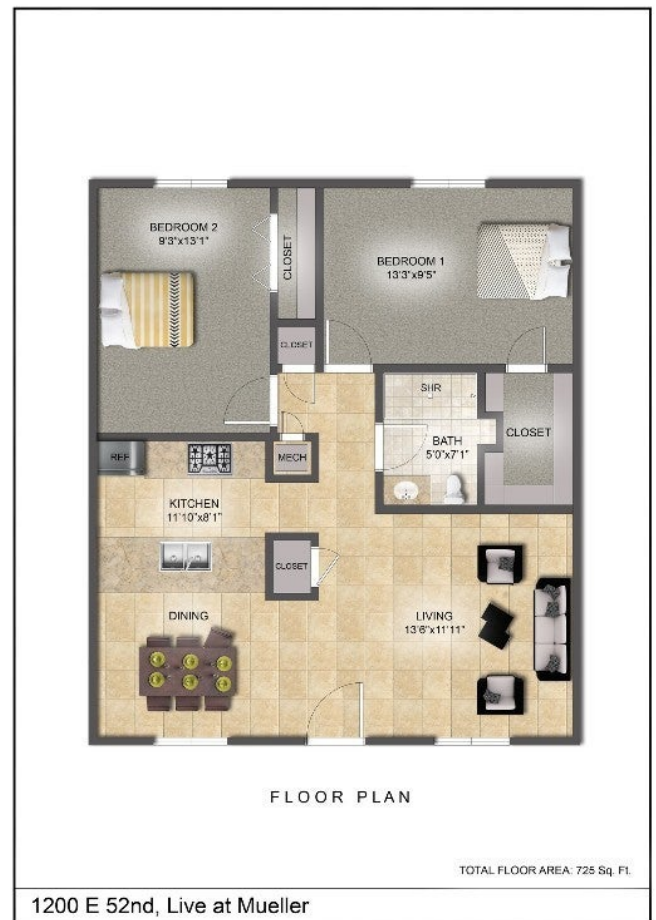 BEDROOM 2
9'3"x13'1"
CLOSET
BEDROOM 1
13'3"x9'5"
CLOSET
SHR
BATH
5'0"x7'1"
CLOSET
REF
MECH
KITCHEN
11'10"x8'1"
CLOSET
DINING
LIVING
13'6"x11'11"
FLOOR PLAN
TOTAL FLOOR AREA: 725 Sq. Ft.
1200 E 52nd, Live at Mueller